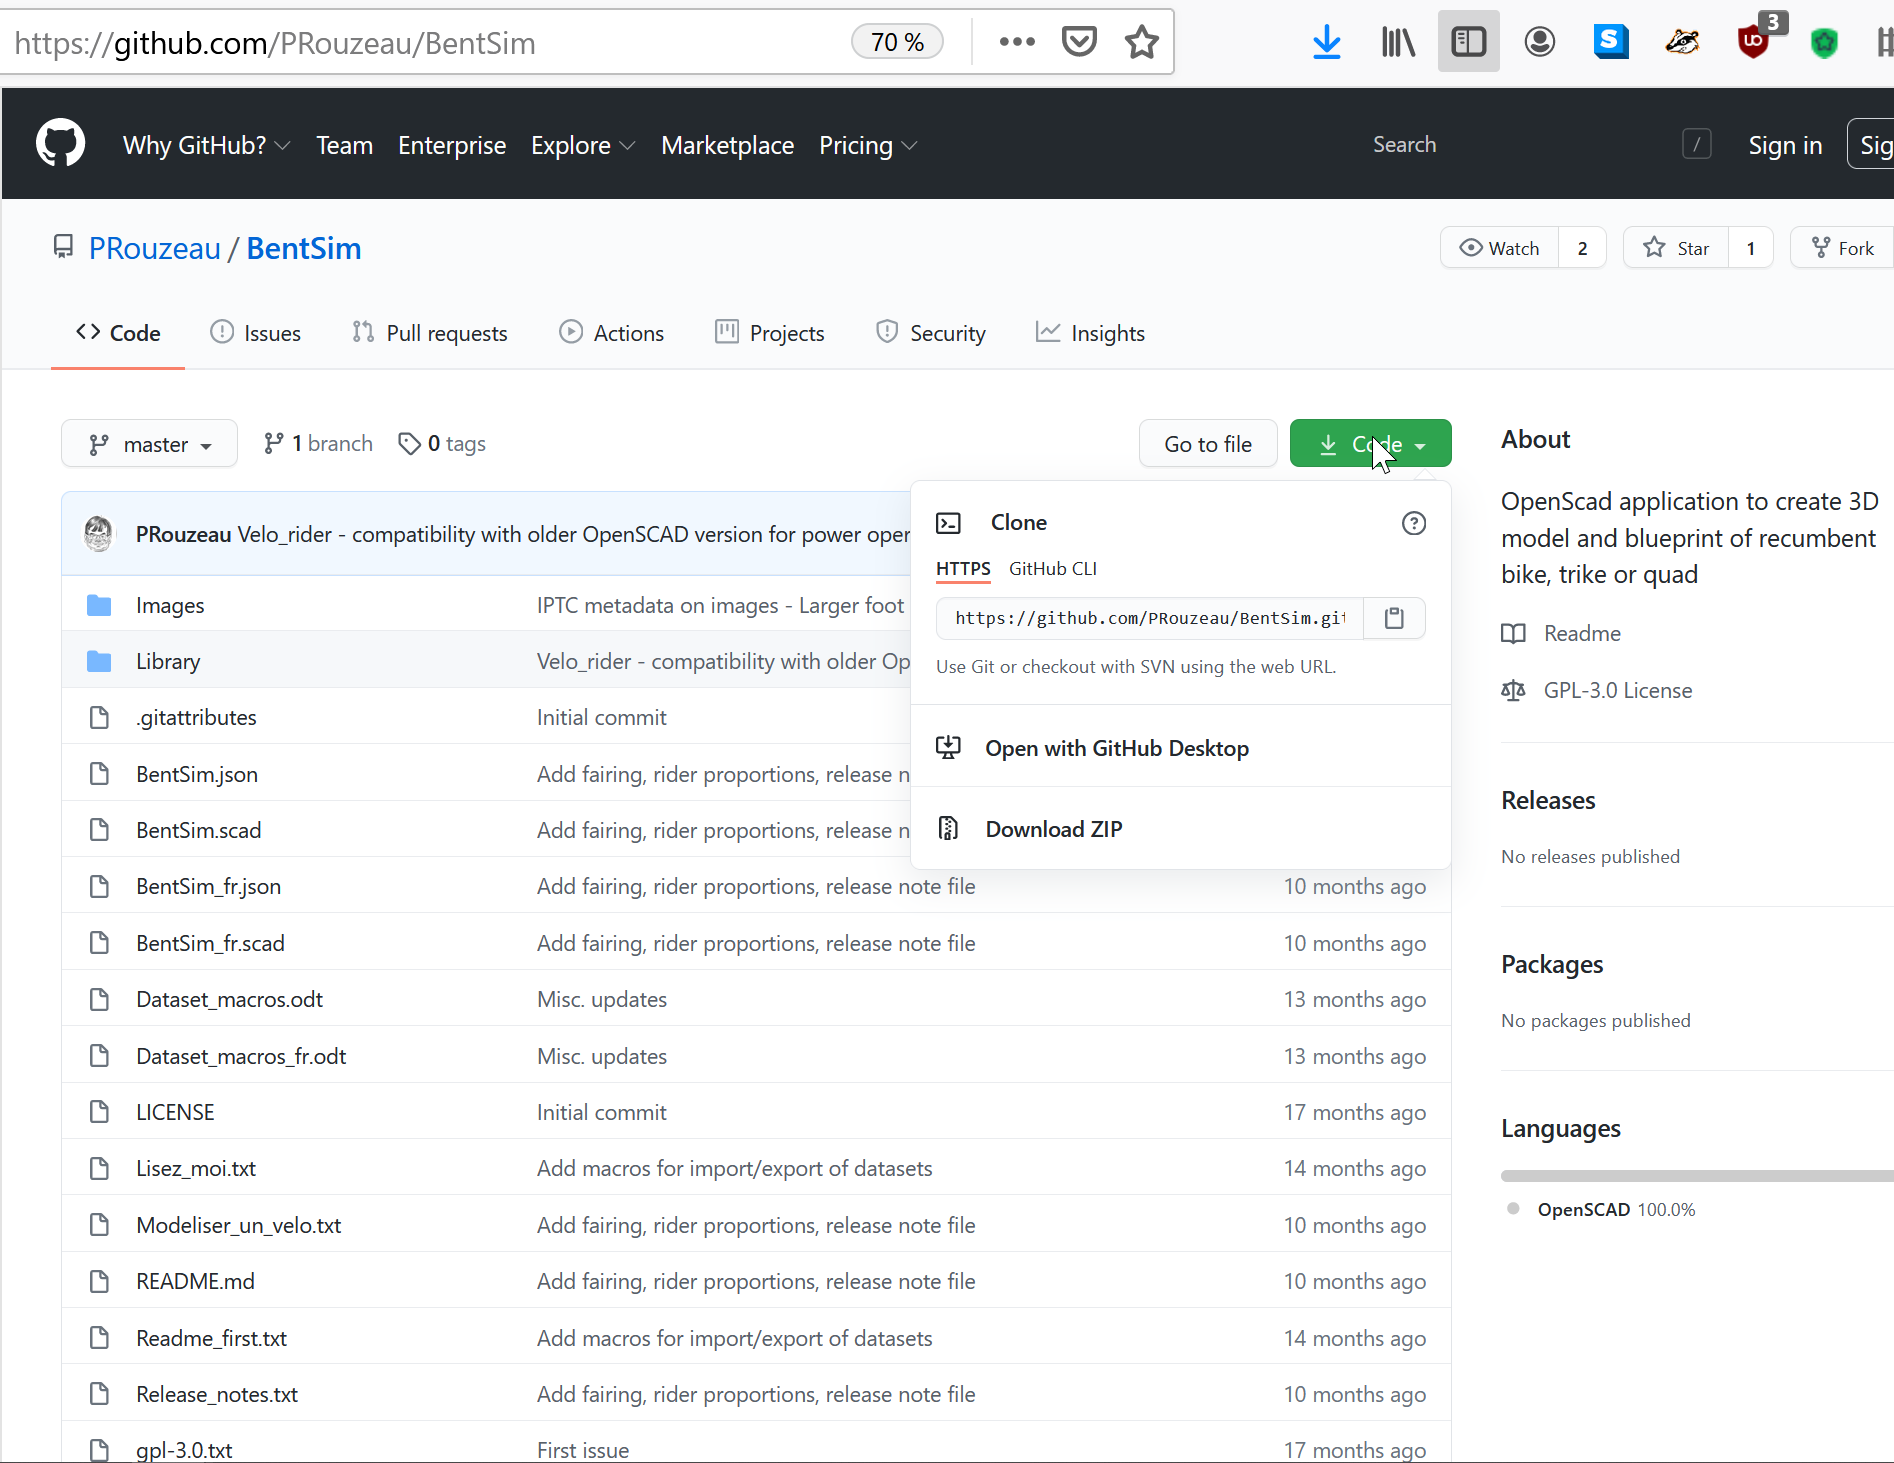 https://github.com/PRouzeau/BentSim 70 % 3
Why GitHub? Team Enterprise Explore Marketplace Pricing Search / Sign in Sig
PRouzeau / BentSim Watch 2 Star 1 Fork
Code Issues Pull requests Actions Projects Security Insights
master 1 branch 0 tags Go to file Code
PRouzeau Velo_rider - compatibility with older OpenSCAD version for power oper
Images IPTC metadata on images - Larger foot
Library Velo_rider - compatibility with older Op
.gitattributes Initial commit
BentSim.json Add fairing, rider proportions, release n
BentSim.scad Add fairing, rider proportions, release n
BentSim_fr.json Add fairing, rider proportions, release note file 10 months ago
BentSim_fr.scad Add fairing, rider proportions, release note file 10 months ago
Dataset_macros.odt Misc. updates 13 months ago
Dataset_macros_fr.odt Misc. updates 13 months ago
LICENSE Initial commit 17 months ago
Lisez_moi.txt Add macros for import/export of datasets 14 months ago
Modeliser_un_velo.txt Add fairing, rider proportions, release note file 10 months ago
README.md Add fairing, rider proportions, release note file 10 months ago
Readme_first.txt Add macros for import/export of datasets 14 months ago
Release_notes.txt Add fairing, rider proportions, release note file 10 months ago
gpl-3.0.txt First issue 17 months ago
Clone
HTTPS GitHub CLI
https://github.com/PRouzeau/BentSim.git
Use Git or checkout with SVN using the web URL.
Open with GitHub Desktop
Download ZIP
About
OpenScad application to create 3D
model and blueprint of recumbent
bike, trike or quad
Readme
GPL-3.0 License
Releases
No releases published
Packages
No packages published
Languages
OpenSCAD 100.0%